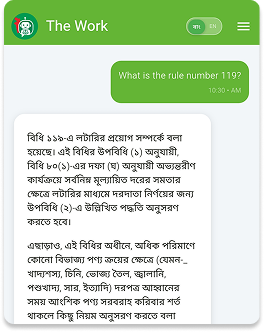 The Work
বাং EN
What is the rule number 119?
10:30 • AM
বিধি ১১৯-এ লটারির প্রয়োগ সম্পর্কে বলা
হয়েছে। এই বিধির উপবিধি (১) অনুযায়ী,
বিধি ৮০(১)-এর দফা (ঘ) অনুযায়ী অভ্যন্তরীণ
কার্যক্রয়ে সর্বনিম্ন মূল্যায়িত দরের সমতার
ক্ষেত্রে লটারির মাধ্যমে দরদাতা নির্ণয়ের জন্য
উপবিধি (২)-এ উল্লিখিত পদ্ধতি অনুসরণ
করতে হবে।
এছাড়াও, এই বিধির অধীনে, অধিক পরিমাণে
কোনো বিভাজ্য পণ্য ক্রয়ের ক্ষেত্রে (যেমন-_
খাদ্যশস্য, চিনি, ভোজ্য তৈল, জ্বালানি,
পশুখাদ্য, সার, ইত্যাদি) দরপত্র আহ্বানের
সময় আংশিক পণ্য সরবরাহ করিবার শর্ত
থাকলে কিছু নিয়ম অনুসরণ করতে বলা